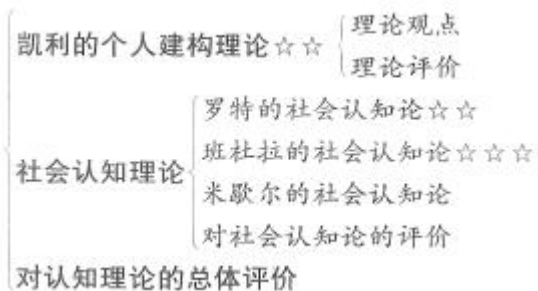 凯利的个人建构理论☆☆
理论观点
理论评价
社会认知理论
罗特的社会认知论☆☆
班杜拉的社会认知论☆☆☆
米歇尔的社会认知论
对社会认知论的评价
对认知理论的总体评价